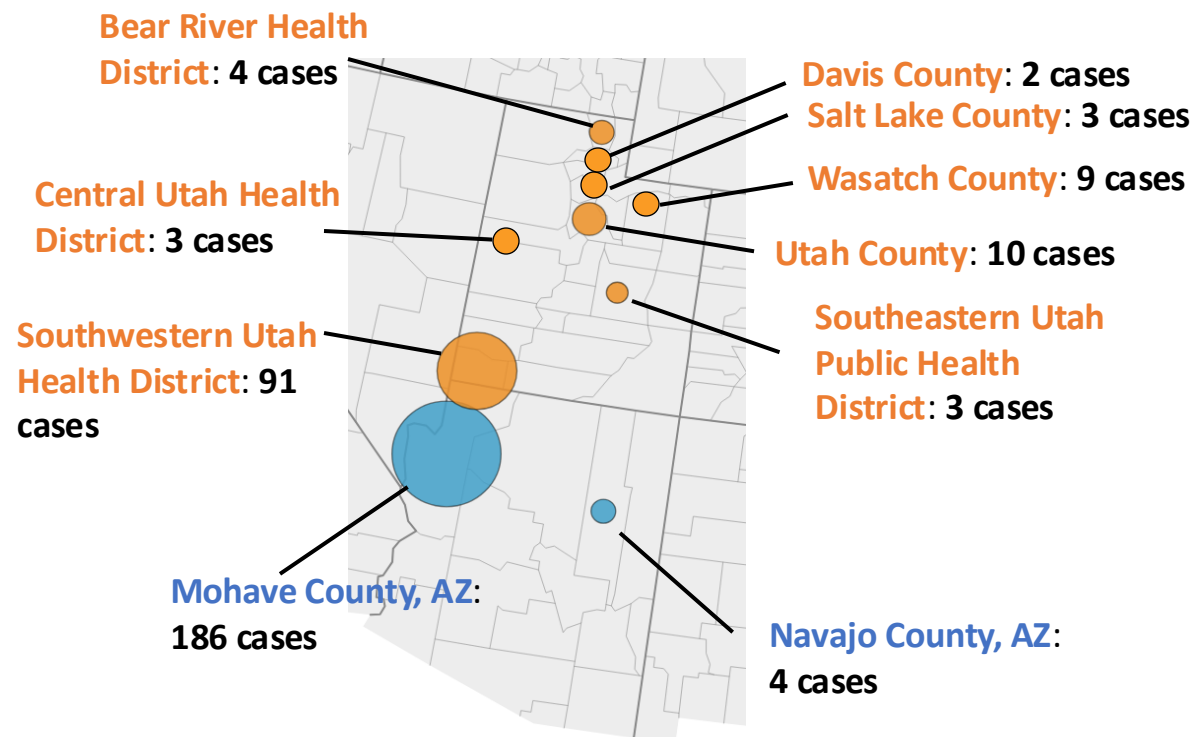 Bear River Health
District: 4 cases
Davis County: 2 cases
Salt Lake County: 3 cases
Wasatch County: 9 cases
Central Utah Health
District: 3 cases
Utah County: 10 cases
Southwestern Utah
Health District: 91
cases
Southeastern Utah
Public Health
District: 3 cases
Mohave County, AZ:
186 cases
Navajo County, AZ:
4 cases